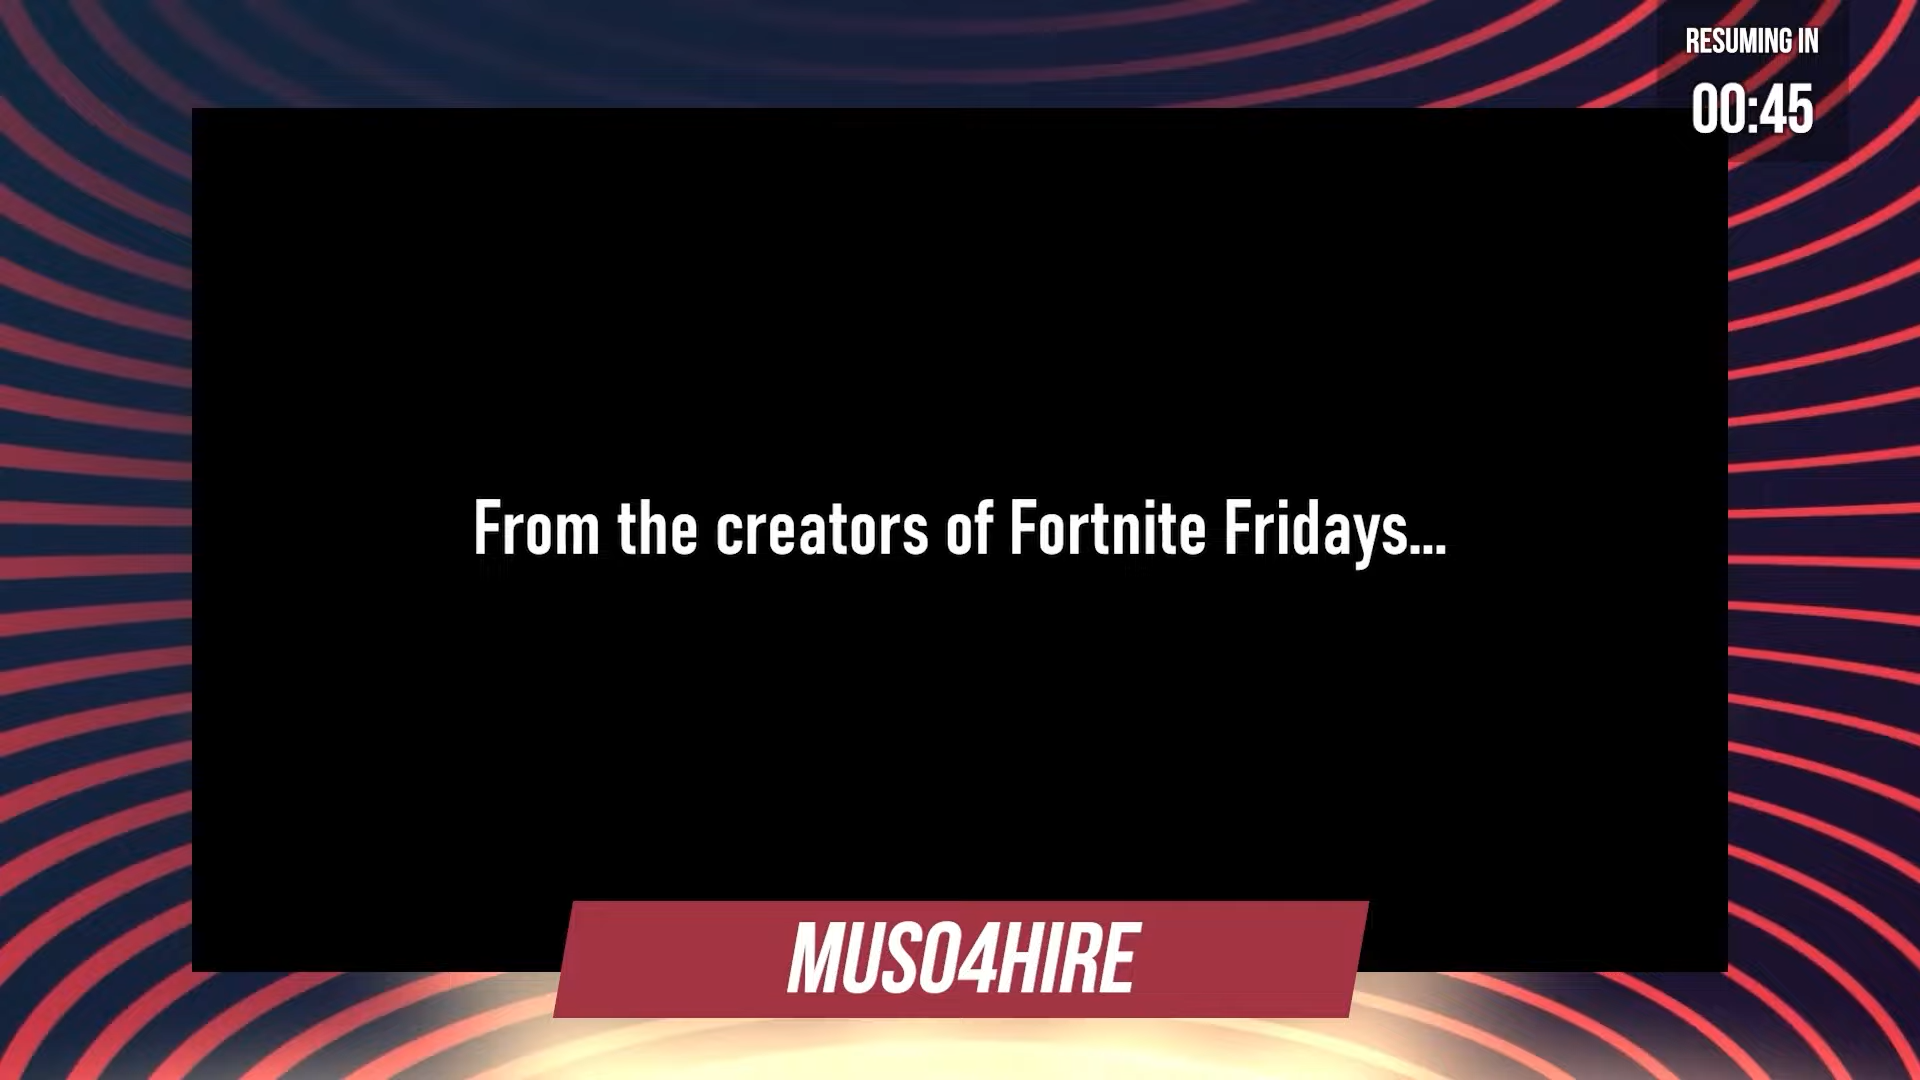 RESUMING IN
00:45
From the creators of Fortnite Fridays...
MUSO4HIRE